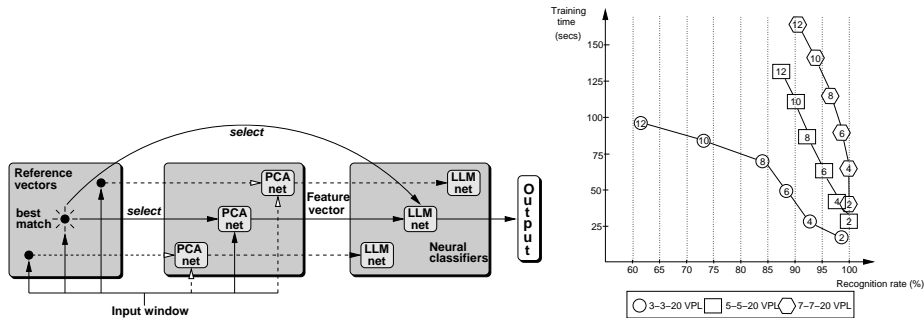 Reference
vectors
best
match
select
select
PCA
net
PCA
net
PCA
net
Feature
vector
LLM
net
LLM
net
LLM
net
Neural
classifiers
Output
Input window
Training
time
(secs)
150
125
100
75
50
25
12
10
8
6
4
2
12
10
8
6
4
2
12
10
8
6
4
2
60 65 70 75 80 85 90 95 100
Recognition rate (%)
3–3–20 VPL 5–5–20 VPL 7–7–20 VPL